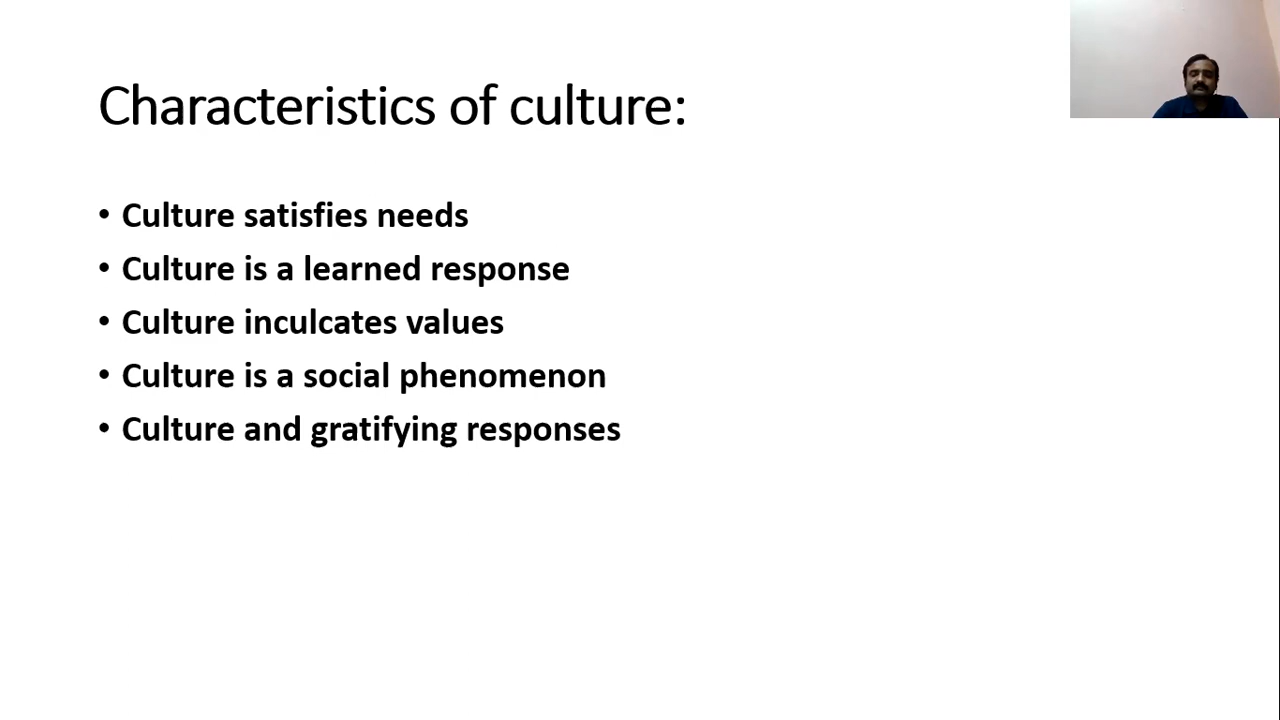 Characteristics of culture:
• Culture satisfies needs
• Culture is a learned response
• Culture inculcates values
• Culture is a social phenomenon
• Culture and gratifying responses